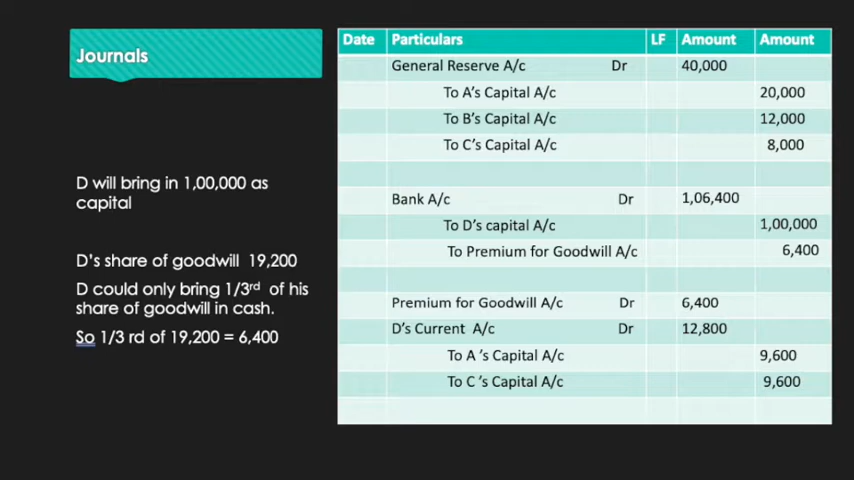 Journals
D will bring in 1,00,000 as
capital
D's share of goodwill 19,200
D could only bring 1/3rd of his
share of goodwill in cash.
So 1/3 rd of 19,200 = 6,400
Date Particulars LF Amount Amount
General Reserve A/c Dr 40,000
To A's Capital A/c 20,000
To B's Capital A/c 12,000
To C's Capital A/c 8,000
Bank A/c Dr 1,06,400
To D's capital A/c 1,00,000
To Premium for Goodwill A/c 6,400
Premium for Goodwill A/c Dr 6,400
D's Current A/c Dr 12,800
To A 's Capital A/c 9,600
To C 's Capital A/c 9,600